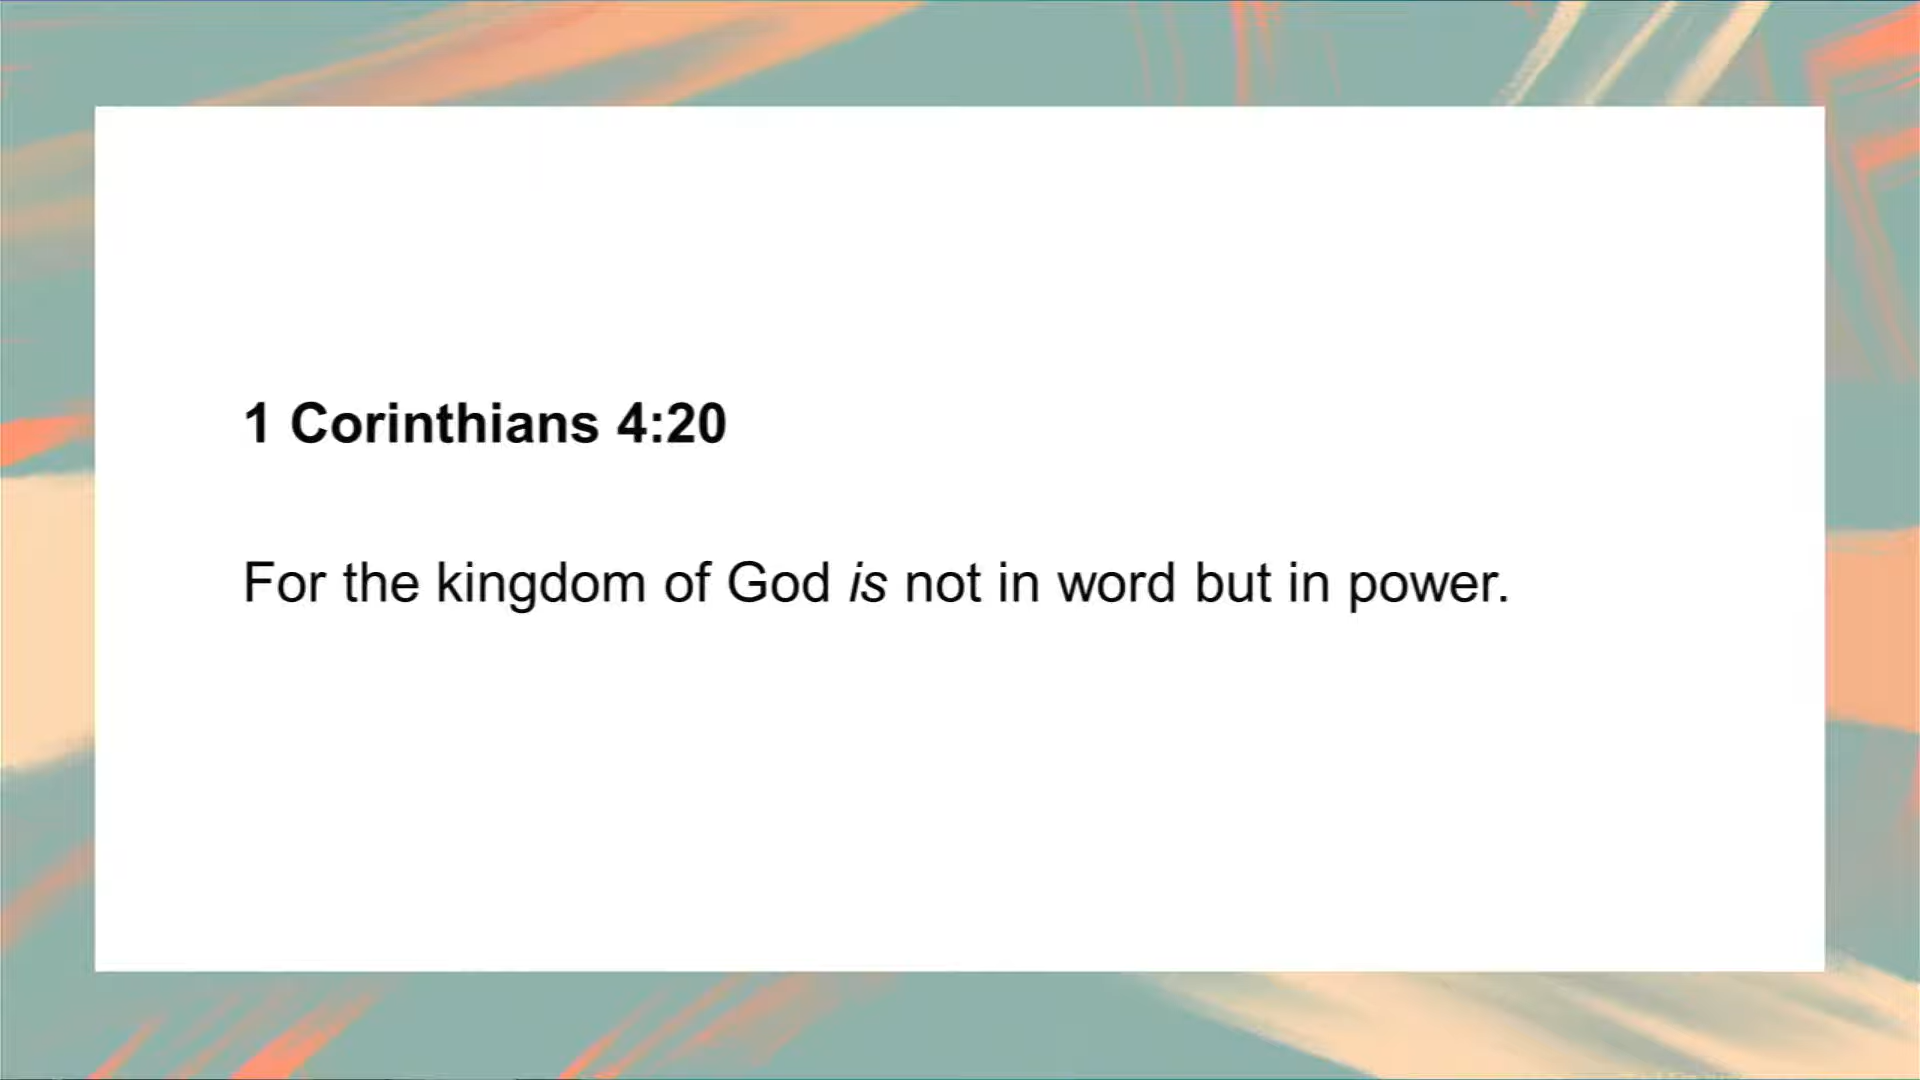 1 Corinthians 4:20
For the kingdom of God is not in word but in power.